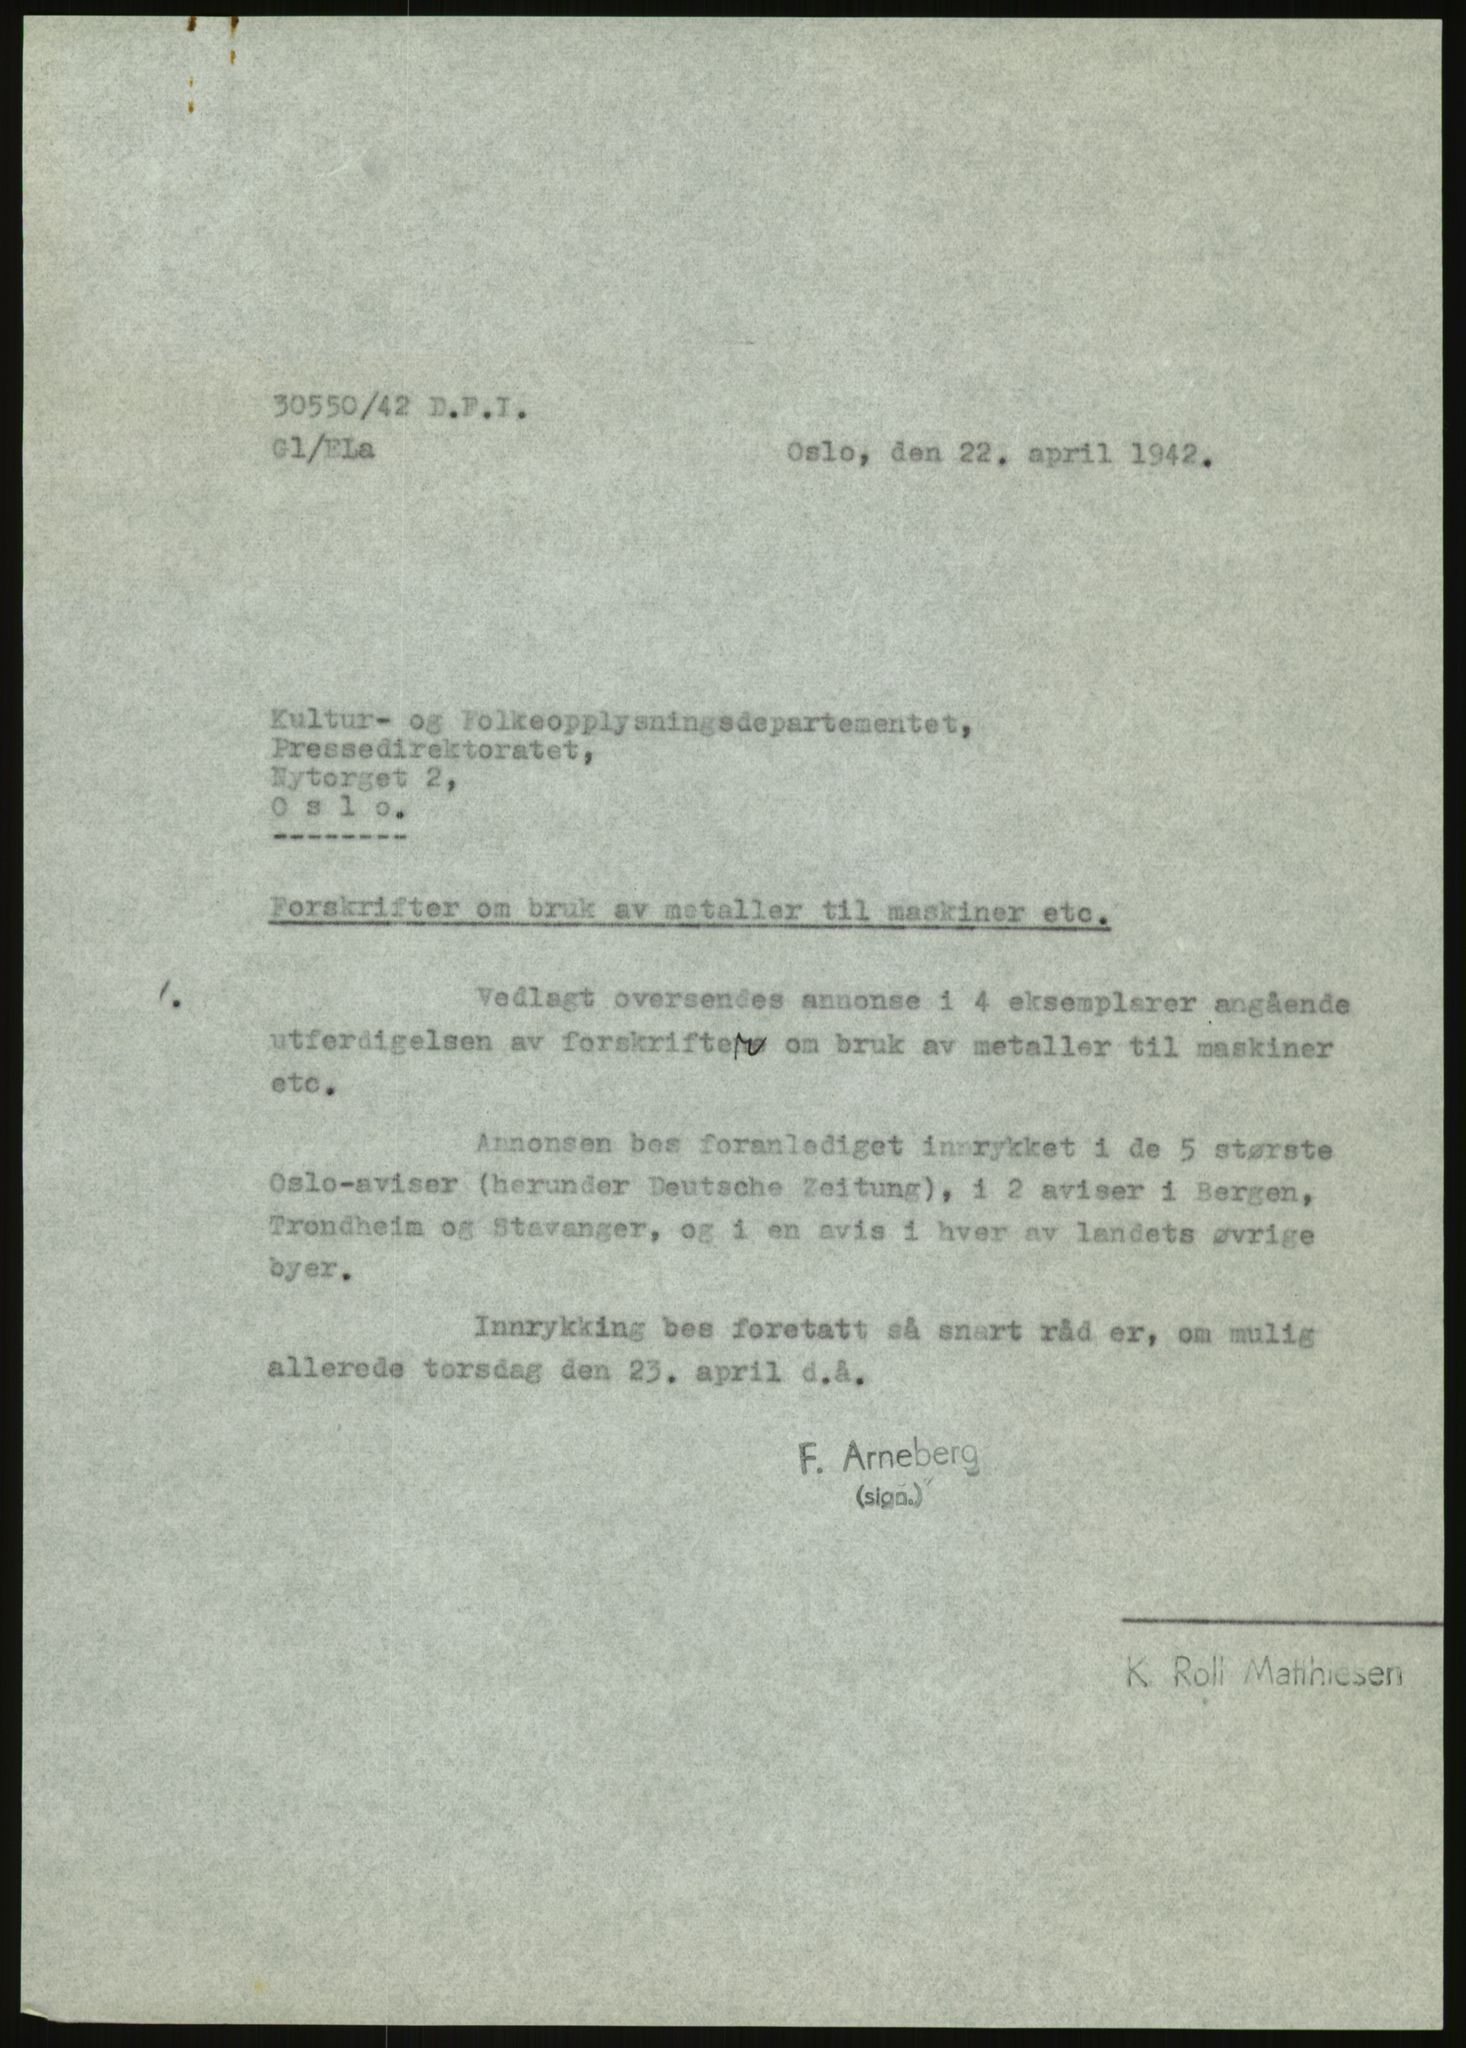 30550/42 D.F.I.
Gl/ELa
Oslo, den 22. april 1942.
Kultur- og Folkeopplysningsdepartementet,
Pressedirektoratet,
Nytorget 2,
O s l o.
--------
Forskrifter om bruk av metaller til maskiner etc.
1.
Vedlagt oversendes annonse i 4 eksemplarer angående
utferdigelsen av forskrifter om bruk av metaller til maskiner
etc.
Annonsen bes foranlediget innrykket i de 5 største
Oslo-aviser (herunder Deutsche Zeitung), i 2 aviser i Bergen,
Trondheim og Stavanger, og i en avis i hver av landets øvrige
byer.
Innrykking bes foretatt så snart råd er, om mulig
allerede torsdag den 23. april d.å.
F. Arneberg
(sign.)
K Roll Matthiesen